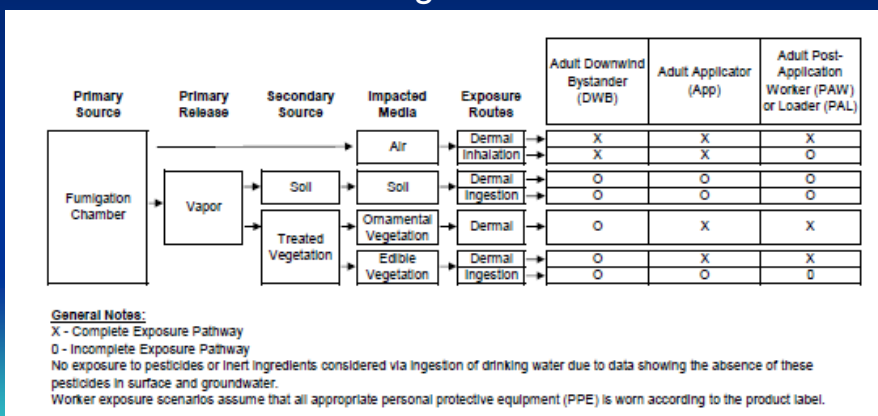 Primary Source
Primary Release
Secondary Source
Impacted Media
Exposure Routes
Adult Downwind Bystander (DWB)
Adult Applicator (App)
Adult Post-Application Worker (PAW) or Loader (PAL)
Fumigation Chamber
Vapor
Air
Dermal X X X
Inhalation X X O
Soil
Soil
Dermal O O O
Ingestion O O O
Treated Vegetation
Ornamental Vegetation
Dermal O X X
Edible Vegetation
Dermal O X X
Ingestion O O 0
General Notes:
X - Complete Exposure Pathway
0 - Incomplete Exposure Pathway
No exposure to pesticides or inert ingredients considered via ingestion of drinking water due to data showing the absence of these
pesticides in surface and groundwater.
Worker exposure scenarios assume that all appropriate personal protective equipment (PPE) is worn according to the product label.